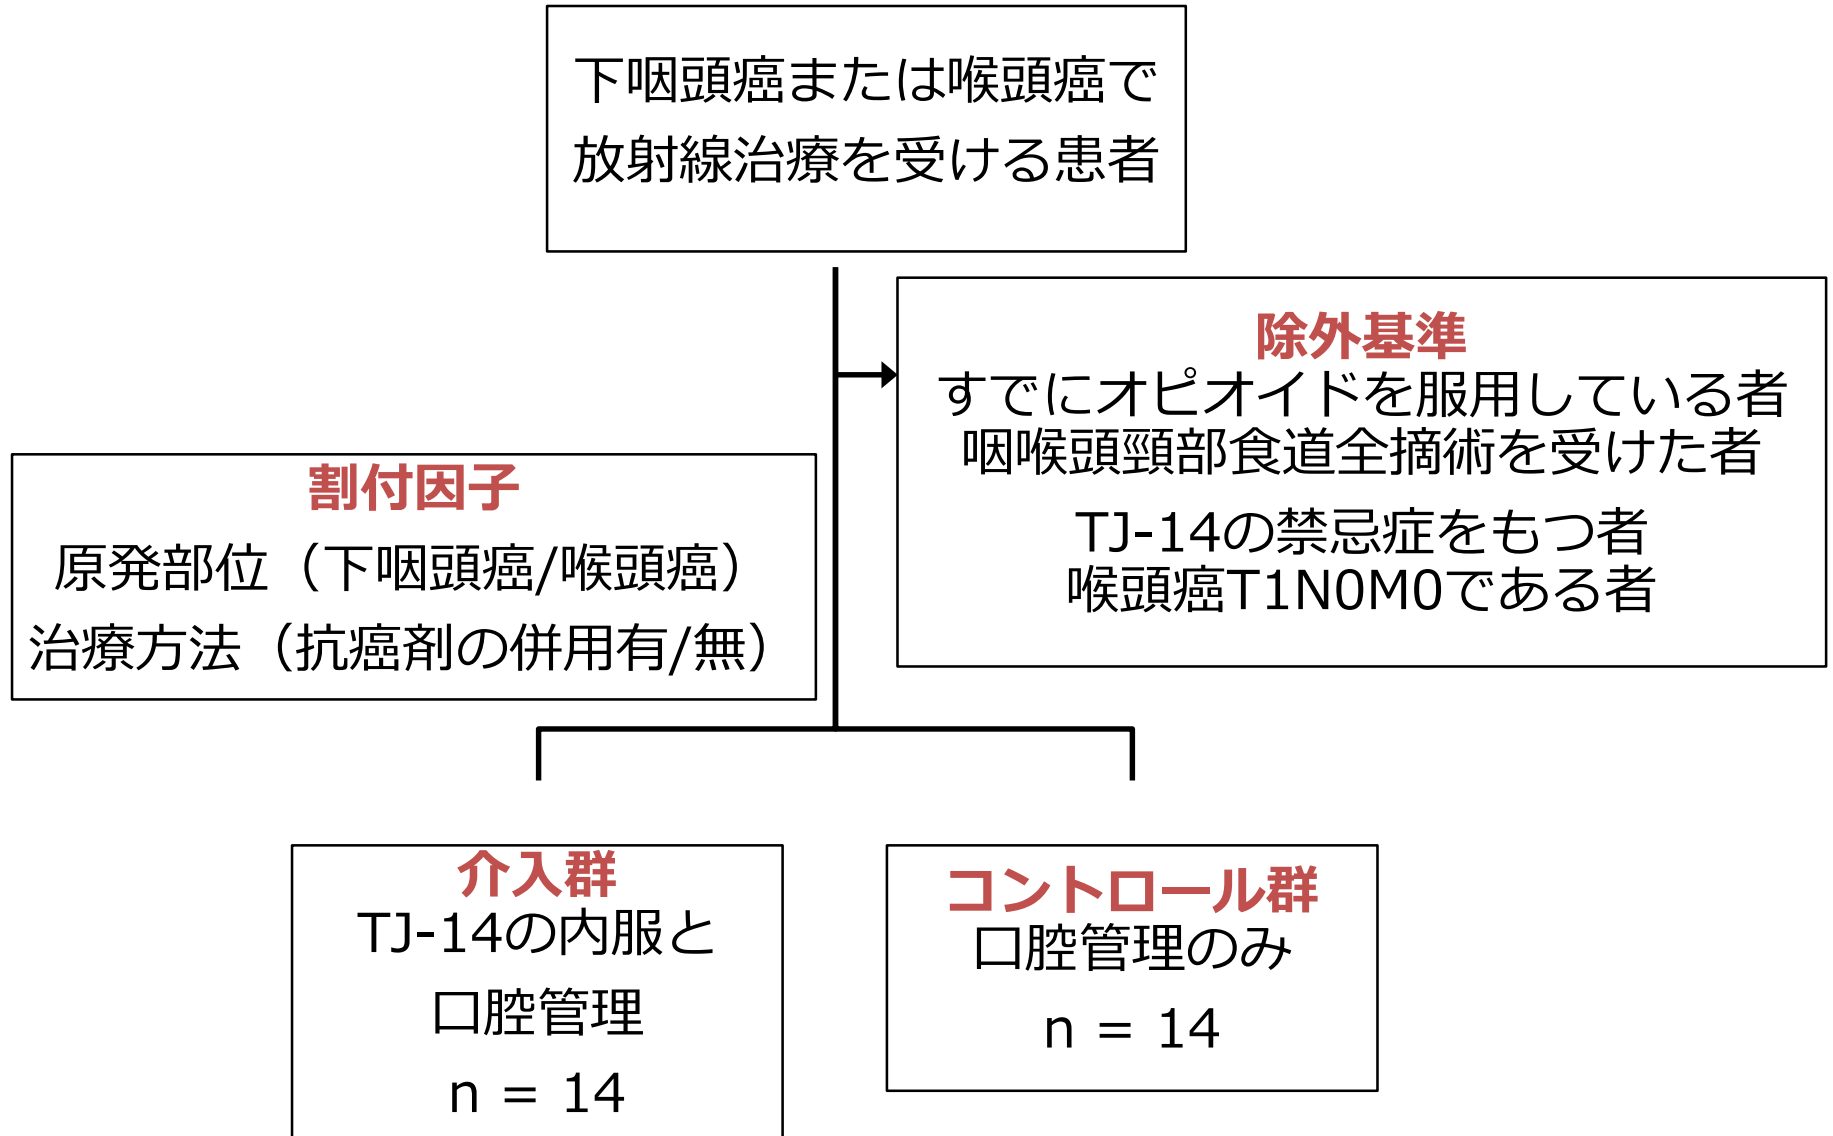 下咽頭癌または喉頭癌で
放射線治療を受ける患者
除外基準
すでにオピオイドを服用している者
咽喉頭頸部食道全摘術を受けた者
TJ-14の禁忌症をもつ者
喉頭癌T1N0M0である者
割付因子
原発部位（下咽頭癌/喉頭癌）
治療方法（抗癌剤の併用有/無）
介入群
TJ-14の内服と
口腔管理
n = 14
コントロール群
口腔管理のみ
n = 14